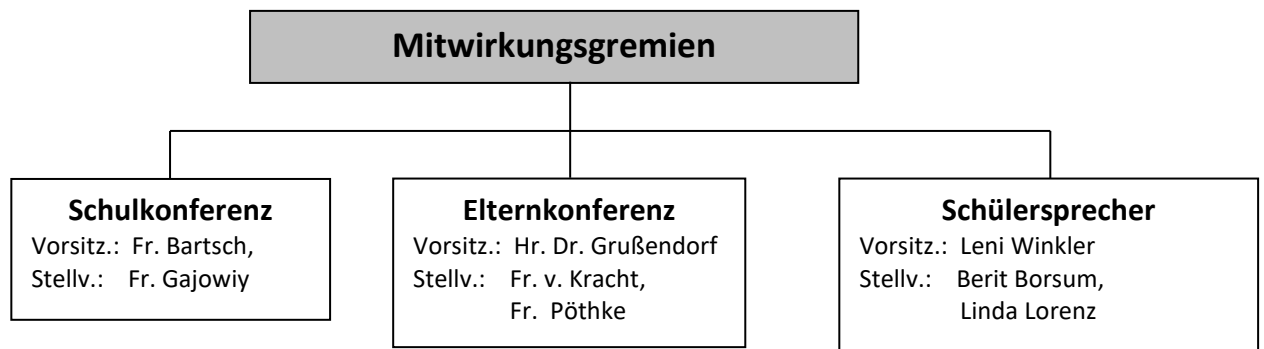 Mitwirkungsgremien
Schulkonferenz
Vorsitz.: Fr. Bartsch,
Stellv.: Fr. Gajowiy
Elternkonferenz
Vorsitz.: Hr. Dr. Grußendorf
Stellv.: Fr. v. Kracht,
Fr. Pöthke
Schülersprecher
Vorsitz.: Leni Winkler
Stellv.: Berit Borsum,
Linda Lorenz